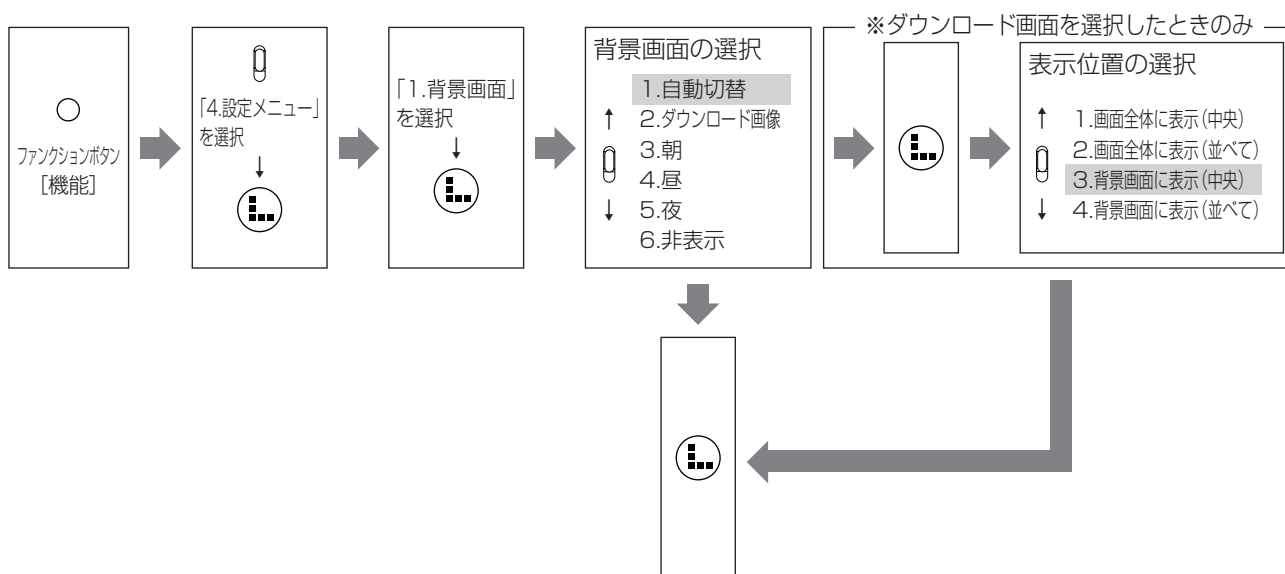 ファンクションボタン
［機能］
「4.設定メニュー」
を選択
「1.背景画面」
を選択
背景画面の選択
1.自動切替
2.ダウンロード画像
3.朝
4.昼
5.夜
6.非表示
※ダウンロード画面を選択したときのみ
表示位置の選択
1.画面全体に表示（中央）
2.画面全体に表示（並べて）
3.背景画面に表示（中央）
4.背景画面に表示（並べて）